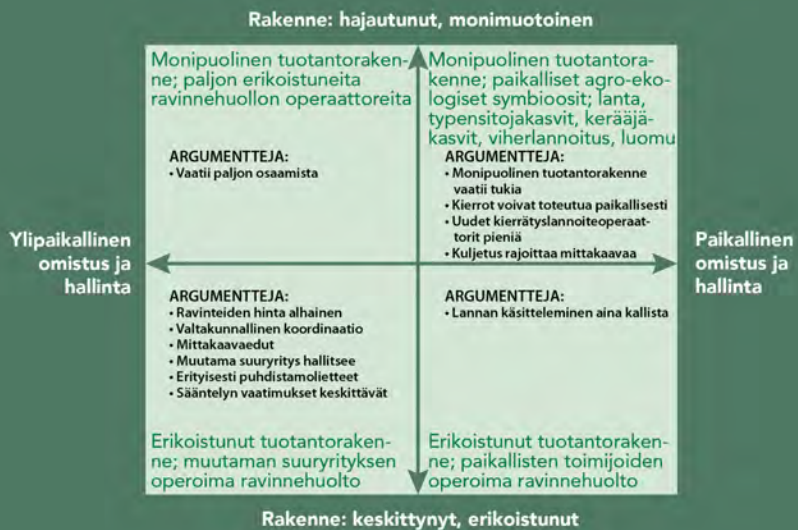 Rakenne: hajautunut, monimuotoinen
Monipuolinen tuotantoraken-
ne; paljon erikoistuneita
ravinnehuollon operaattoreita
ARGUMENTTEJA:
• Vaatii paljon osaamista
Monipuolinen tuotantora-
kenne; paikalliset agro-eko-
logiset symbioosit; lanta,
typensitojakasvit, kerääjä-
kasvit, viherlannoitus, luomu
ARGUMENTTEJA:
• Monipuolinen tuotantorakenne
vaatii tukia
• Kierrot voivat toteutua paikallisesti
• Uudet kierrätyslannoiteoperaat-
torit pieniä
• Kuljetus rajoittaa mittakaavaa
Ylipaikallinen
omistus ja
hallinta
Paikallinen
omistus ja
hallinta
ARGUMENTTEJA:
• Ravinteiden hinta alhainen
• Valtakunnallinen koordinaatio
• Mittakaavaedut
• Muutama suuryritys hallitsee
• Erityisesti puhdistamolietteet
• Sääntelyn vaatimukset keskittävät
Erikoistunut tuotantoraken-
ne; muutaman suuryrityksen
operoima ravinnehuolto
ARGUMENTTEJA:
• Lannan käsitteleminen aina kallista
Erikoistunut tuotantoraken-
ne; paikallisten toimijoiden
operoima ravinnehuolto
Rakenne: keskittynyt, erikoistunut